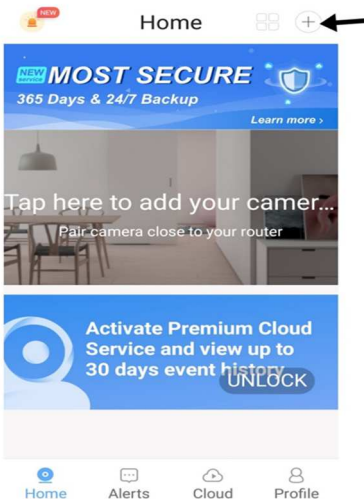 NEW
Home
NEW
service
MOST SECURE
365 Days & 24/7 Backup
Learn more >
Tap here to add your camer...
Pair camera close to your router
Activate Premium Cloud
Service and view up to
30 days event history
UNLOCK
Home
Alerts
Cloud
Profile